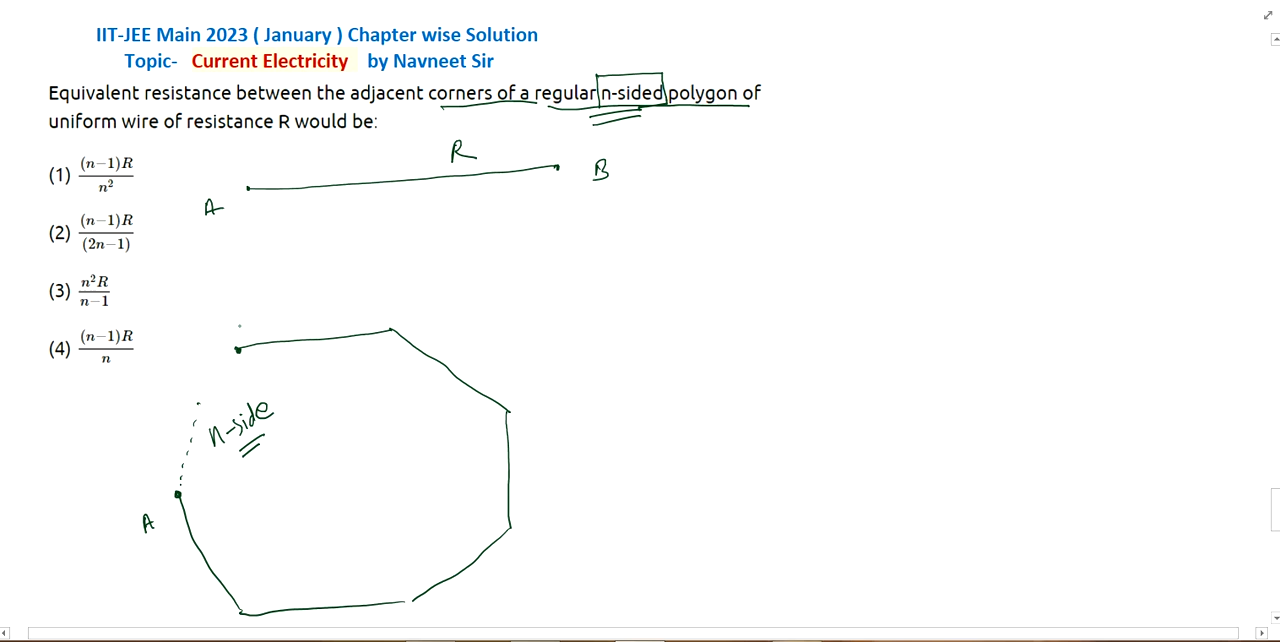 IIT-JEE Main 2023 ( January ) Chapter wise Solution
Topic- Current Electricity by Navneet Sir
Equivalent resistance between the adjacent corners of a regular n-sided polygon of
uniform wire of resistance R would be:
(1) (n−1)R / n²
(2) (n−1)R / (2n−1)
(3) n²R / n−1
(4) (n−1)R / n
R
A
B
n-side
A